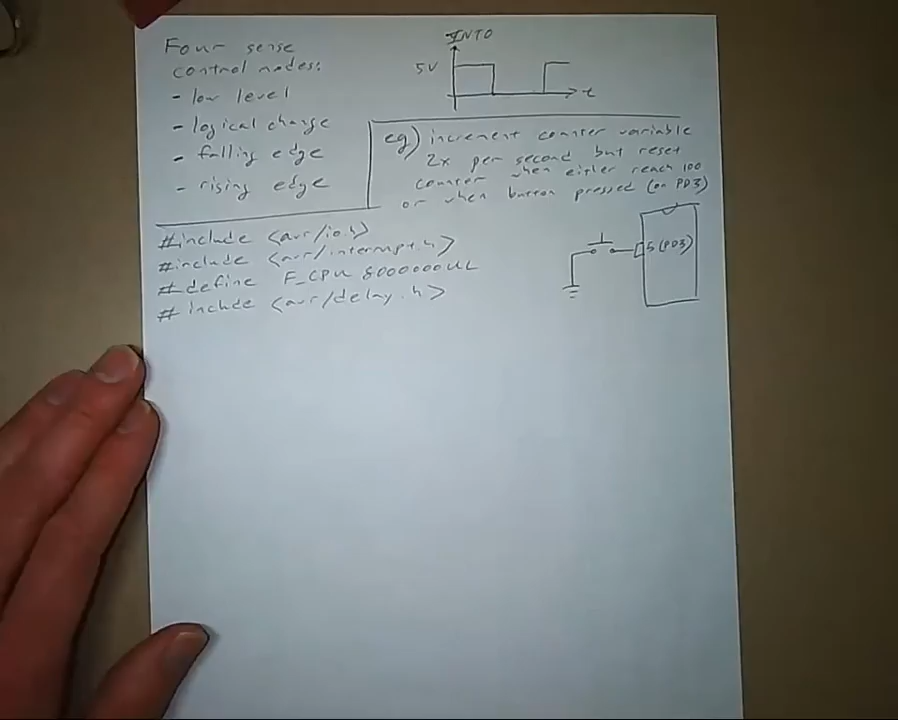 Four sense
control modes:
- low level
- logical change
- falling edge
- rising edge
INT0
5V
t
eg) increment counter variable
2x per second but reset
counter when either reach 100
or when button pressed (on PD3)
#include <avr/io.h>
#include <avr/interrupt.h>
#define F_CPU 8000000UL
#include <avr/delay.h>
5(PD3)